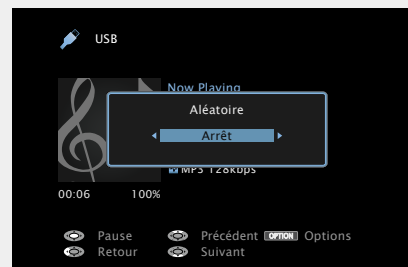 USB
Now Playing
Aléatoire
Arrêt
MP3 128kbps
00:06 100%
Pause Précédent OPTION Options
Retour Suivant